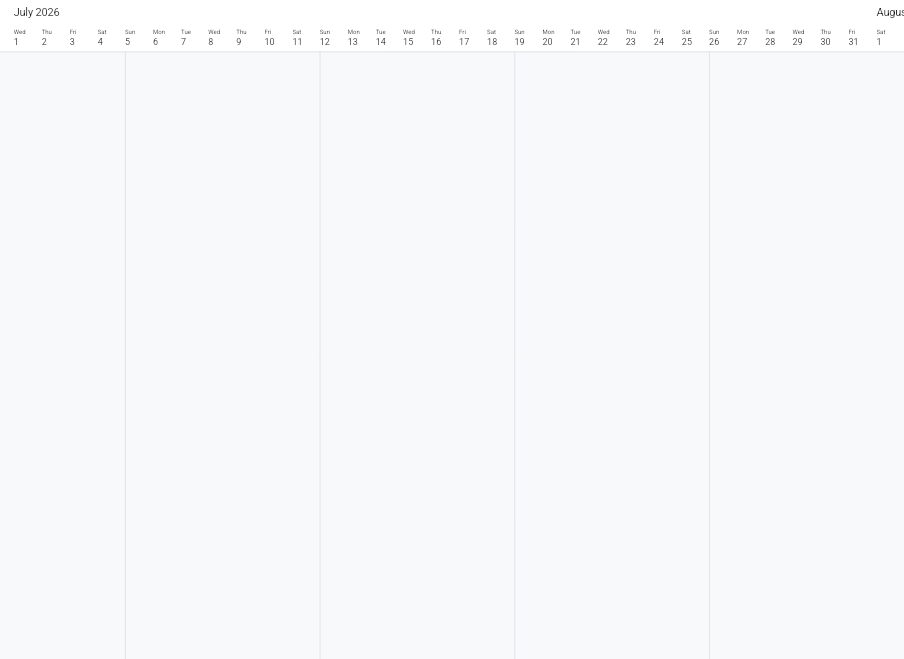 July 2026 Augus
Wed Thu Fri Sat Sun Mon Tue Wed Thu Fri Sat Sun Mon Tue Wed Thu Fri Sat Sun Mon Tue Wed Thu Fri Sat Sun Mon Tue Wed Thu Fri Sat
1 2 3 4 5 6 7 8 9 10 11 12 13 14 15 16 17 18 19 20 21 22 23 24 25 26 27 28 29 30 31 1